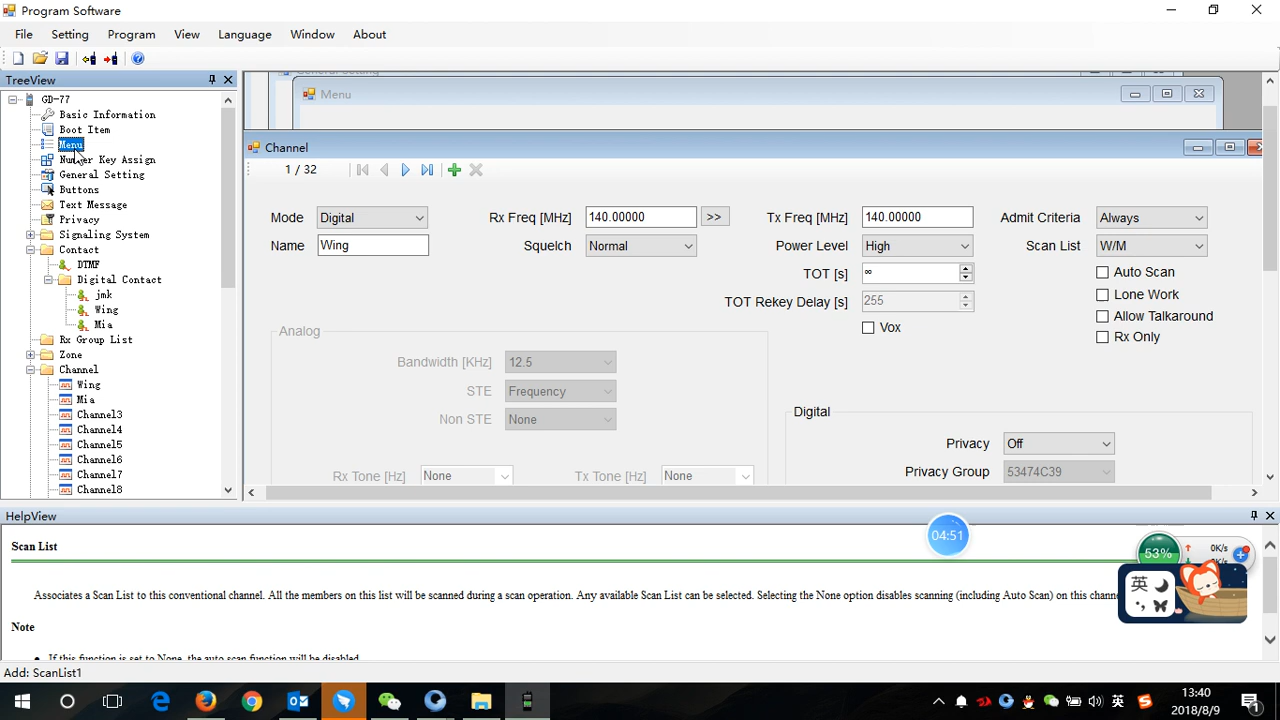 Program Software
File Setting Program View Language Window About
TreeView
GD-77
Basic Information
Boot Item
Menu
Number Key Assign
General Setting
Buttons
Text Message
Privacy
Signaling System
Contact
DTMF
Digital Contact
jmk
Wing
Mia
Rx Group List
Zone
Channel
Wing
Mia
Channel3
Channel4
Channel5
Channel6
Channel7
Channel8
General Setting
Menu
Channel
1 / 32
Mode Digital Rx Freq [MHz] 140.00000 >> Tx Freq [MHz] 140.00000 Admit Criteria Always
Name Wing Squelch Normal Power Level High Scan List W/M
TOT [s] ∞ Auto Scan
TOT Rekey Delay [s] 255 Lone Work
Allow Talkaround
Vox Rx Only
Analog
Bandwidth [KHz] 12.5
STE Frequency
Non STE None
Rx Tone [Hz] None Tx Tone [Hz] None
Digital
Privacy Off
Privacy Group 53474C39
HelpView
Scan List
Associates a Scan List to this conventional channel. All the members on this list will be scanned during a scan operation. Any available Scan List can be selected. Selecting the None option disables scanning (including Auto Scan) on this chann
Note
• If this function is set to None, the auto scan function will be disabled.
04:51
53% 0K/s
0K/s
英
Add: ScanList1
英
13:40
2018/8/9
1